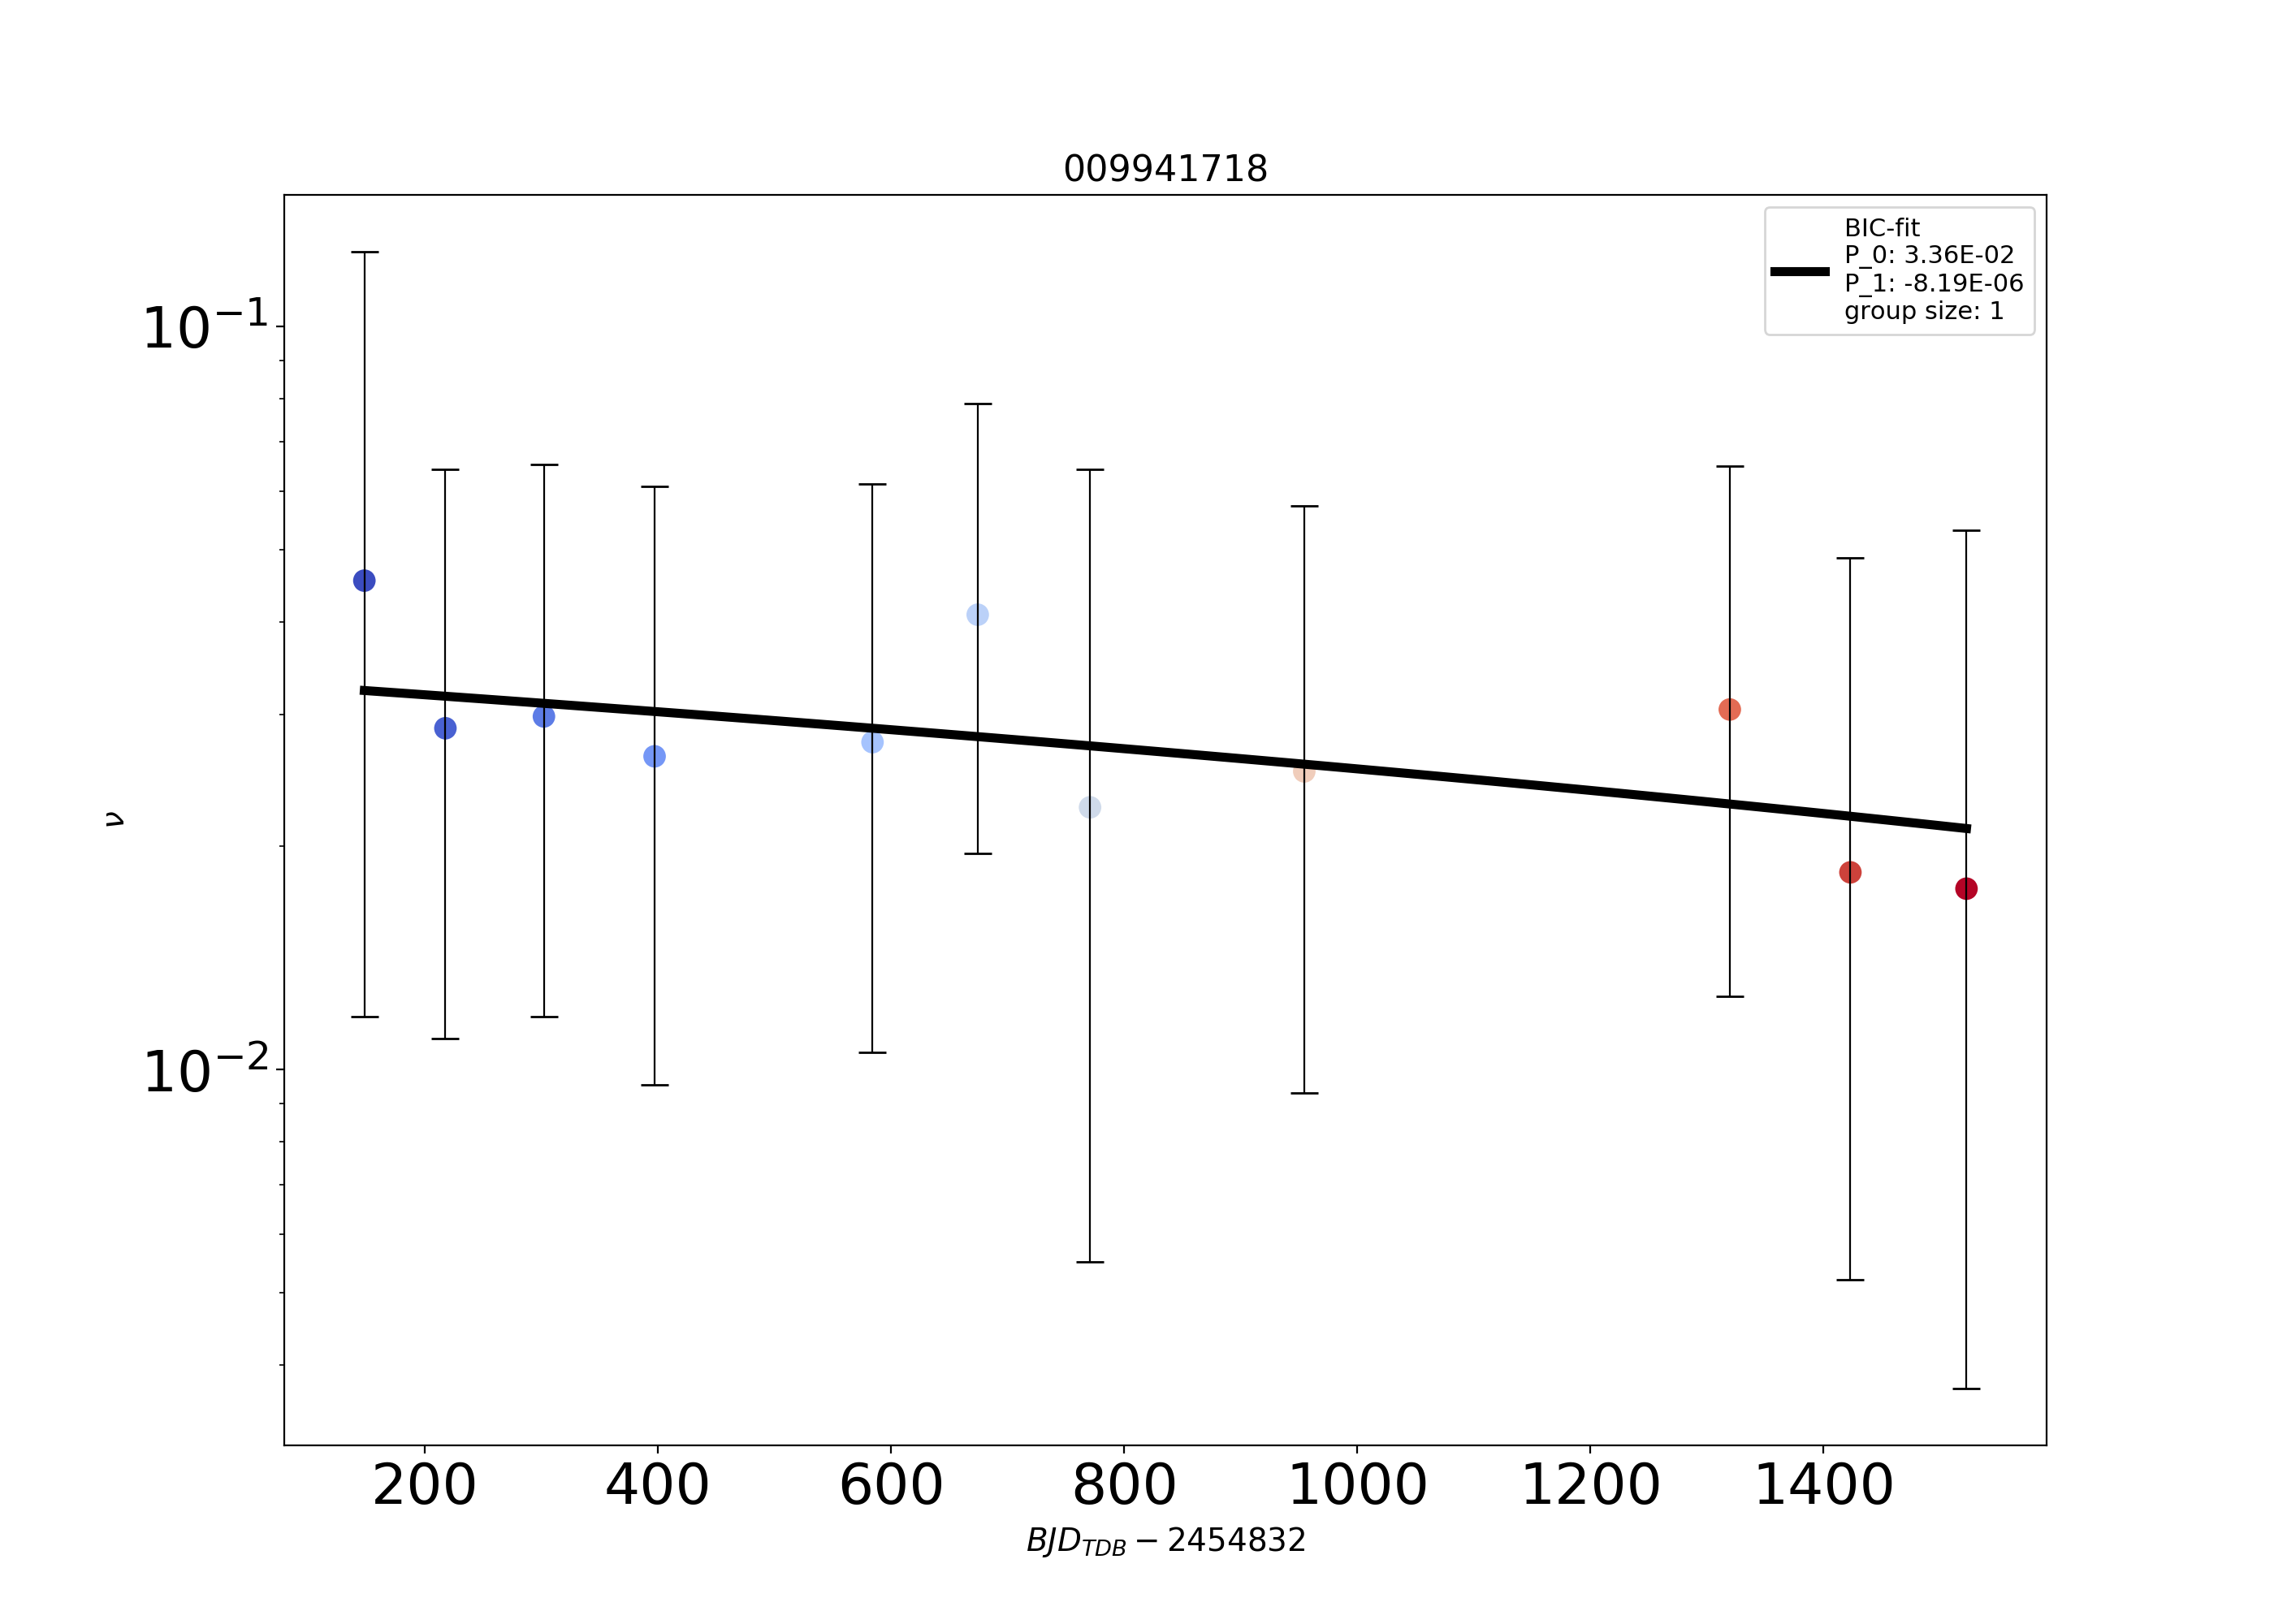 009941718
BIC-fit
P_0: 3.36E-02
P_1: -8.19E-06
group size: 1
10⁻¹
10⁻²
ν
200 400 600 800 1000 1200 1400
BJD_TDB − 2454832